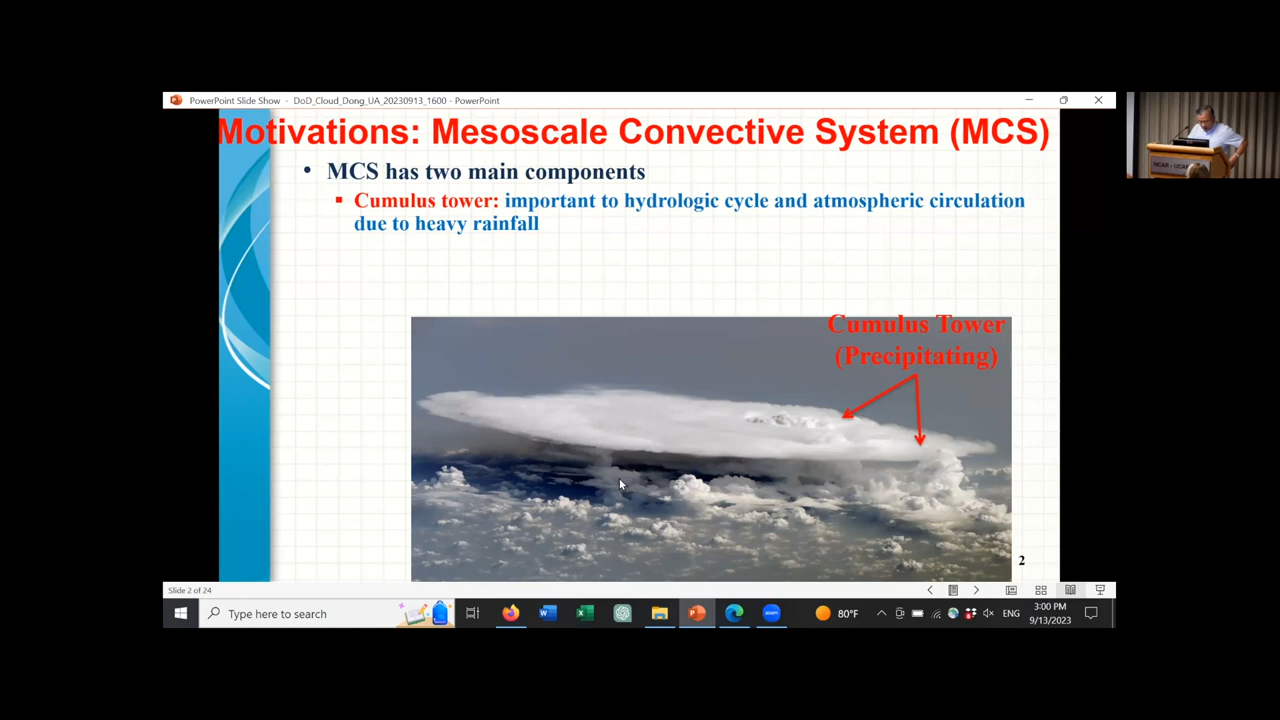 PowerPoint Slide Show - DoD_Cloud_Dong_UA_20230913_1600 - PowerPoint
Motivations: Mesoscale Convective System (MCS)
• MCS has two main components
▪ Cumulus tower: important to hydrologic cycle and atmospheric circulation
due to heavy rainfall
Cumulus Tower
(Precipitating)
2
Slide 2 of 24
Type here to search
80°F
ENG
3:00 PM
9/13/2023
NCAR - UCAR